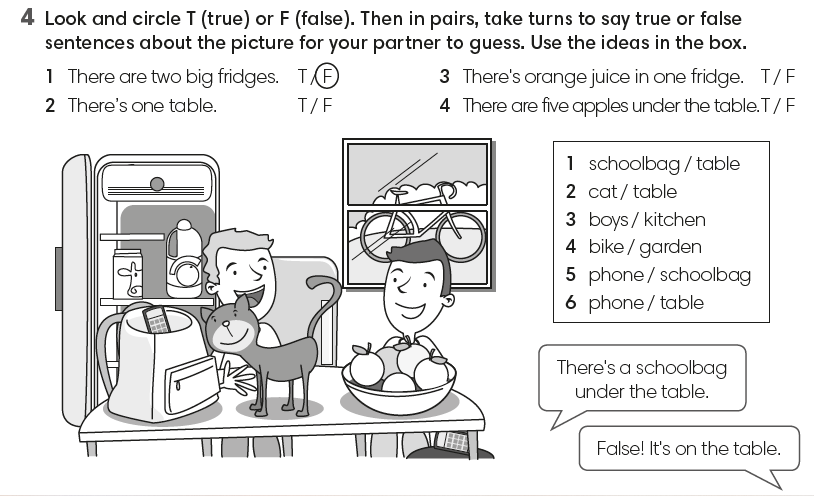 4 Look and circle T (true) or F (false). Then in pairs, take turns to say true or false
sentences about the picture for your partner to guess. Use the ideas in the box.
1 There are two big fridges. T / F
2 There's one table. T / F
3 There's orange juice in one fridge. T / F
4 There are five apples under the table. T / F
1 schoolbag / table
2 cat / table
3 boys / kitchen
4 bike / garden
5 phone / schoolbag
6 phone / table
There's a schoolbag
under the table.
False! It's on the table.